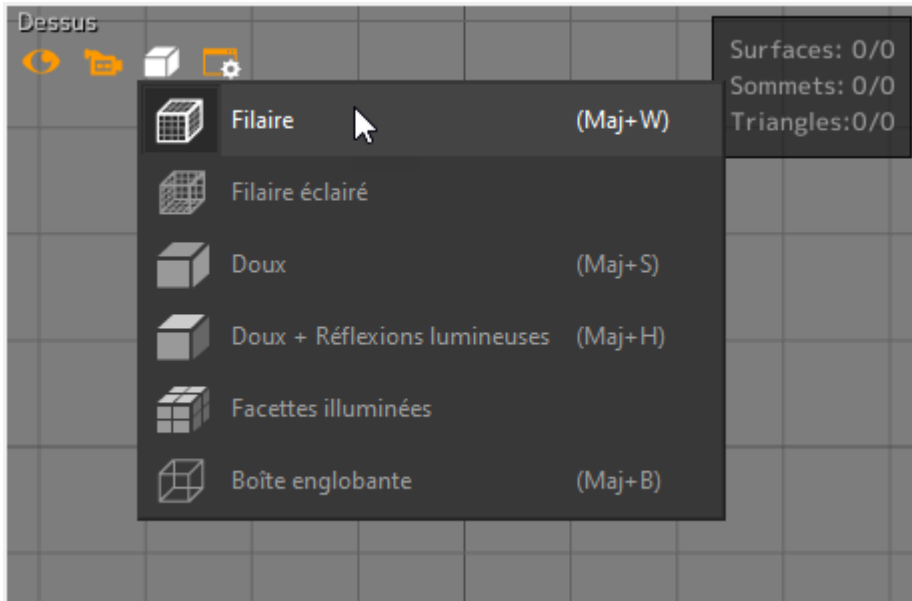 Dessus
Surfaces: 0/0
Sommets: 0/0
Triangles:0/0
Filaire (Maj+W)
Filaire éclairé
Doux (Maj+S)
Doux + Réflexions lumineuses (Maj+H)
Facettes illuminées
Boîte englobante (Maj+B)